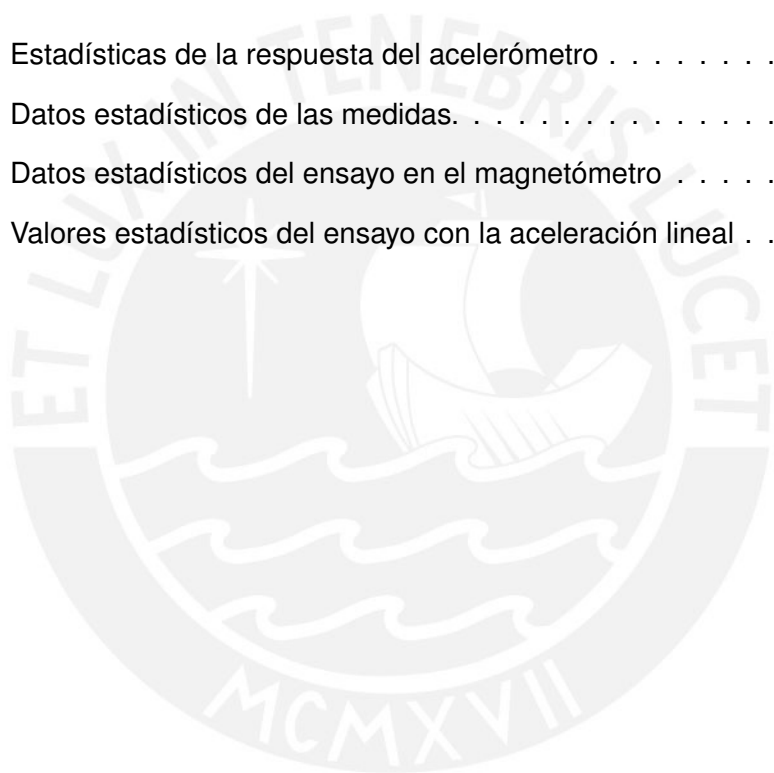 Estadísticas de la respuesta del acelerómetro . . . . . . . .
Datos estadísticos de las medidas. . . . . . . . . . . . . . .
Datos estadísticos del ensayo en el magnetómetro . . . . .
Valores estadísticos del ensayo con la aceleración lineal . .
ET LUX IN TENEBRIS LUCET
MCMXVII